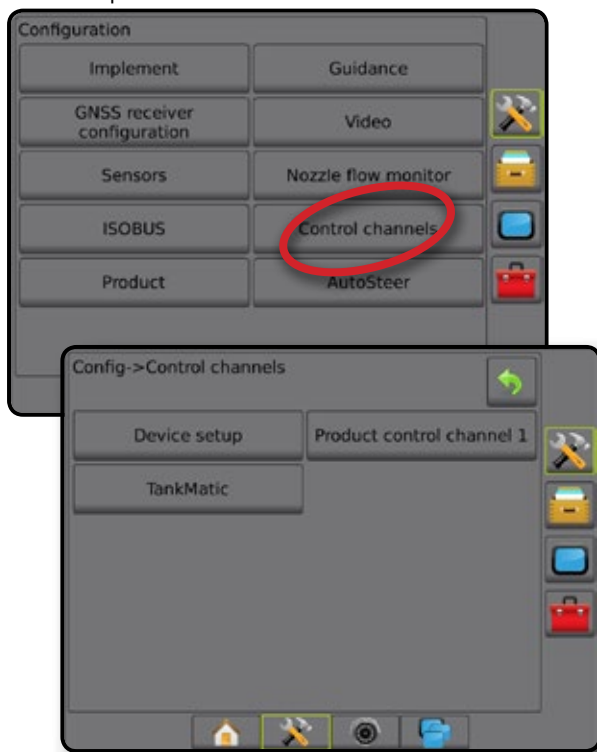 Configuration
Implement
Guidance
GNSS receiver
configuration
Video
Sensors
Nozzle flow monitor
ISOBUS
Control channels
Product
AutoSteer
Config->Control channels
Device setup
Product control channel 1
TankMatic